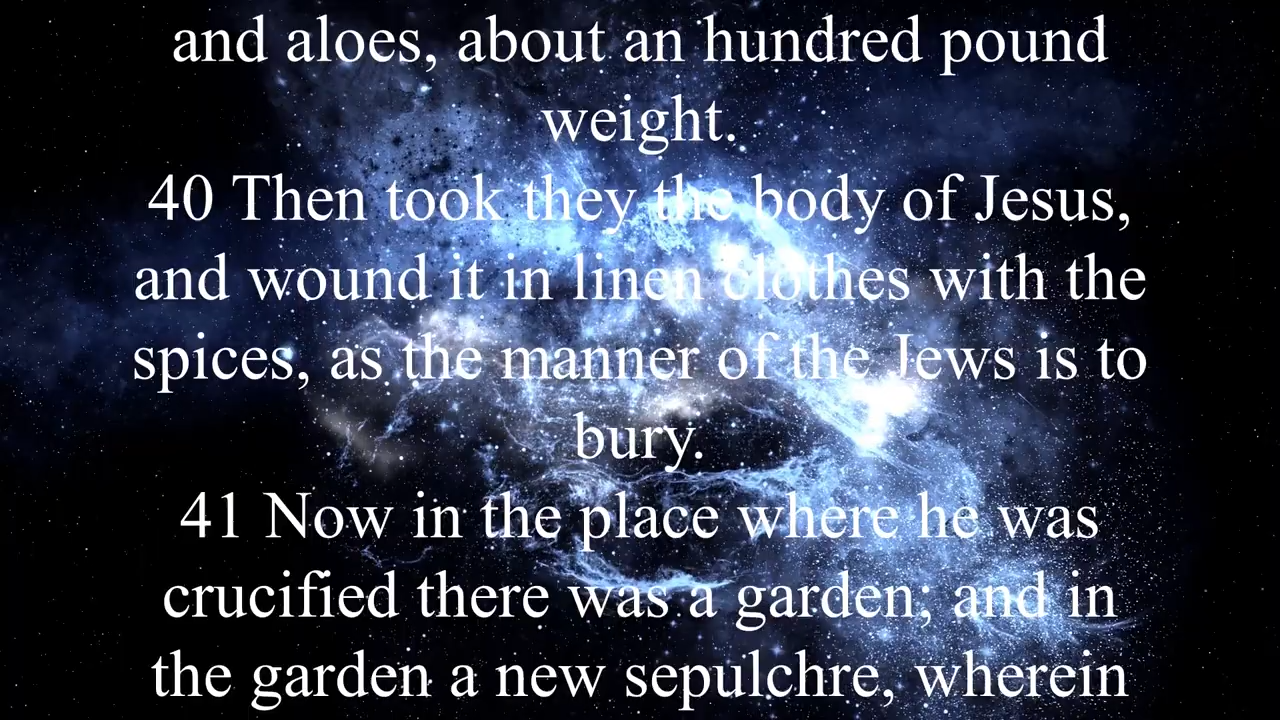 and aloes, about an hundred pound
weight.
40 Then took they the body of Jesus,
and wound it in linen clothes with the
spices, as the manner of the Jews is to
bury.
41 Now in the place where he was
crucified there was a garden; and in
the garden a new sepulchre, wherein